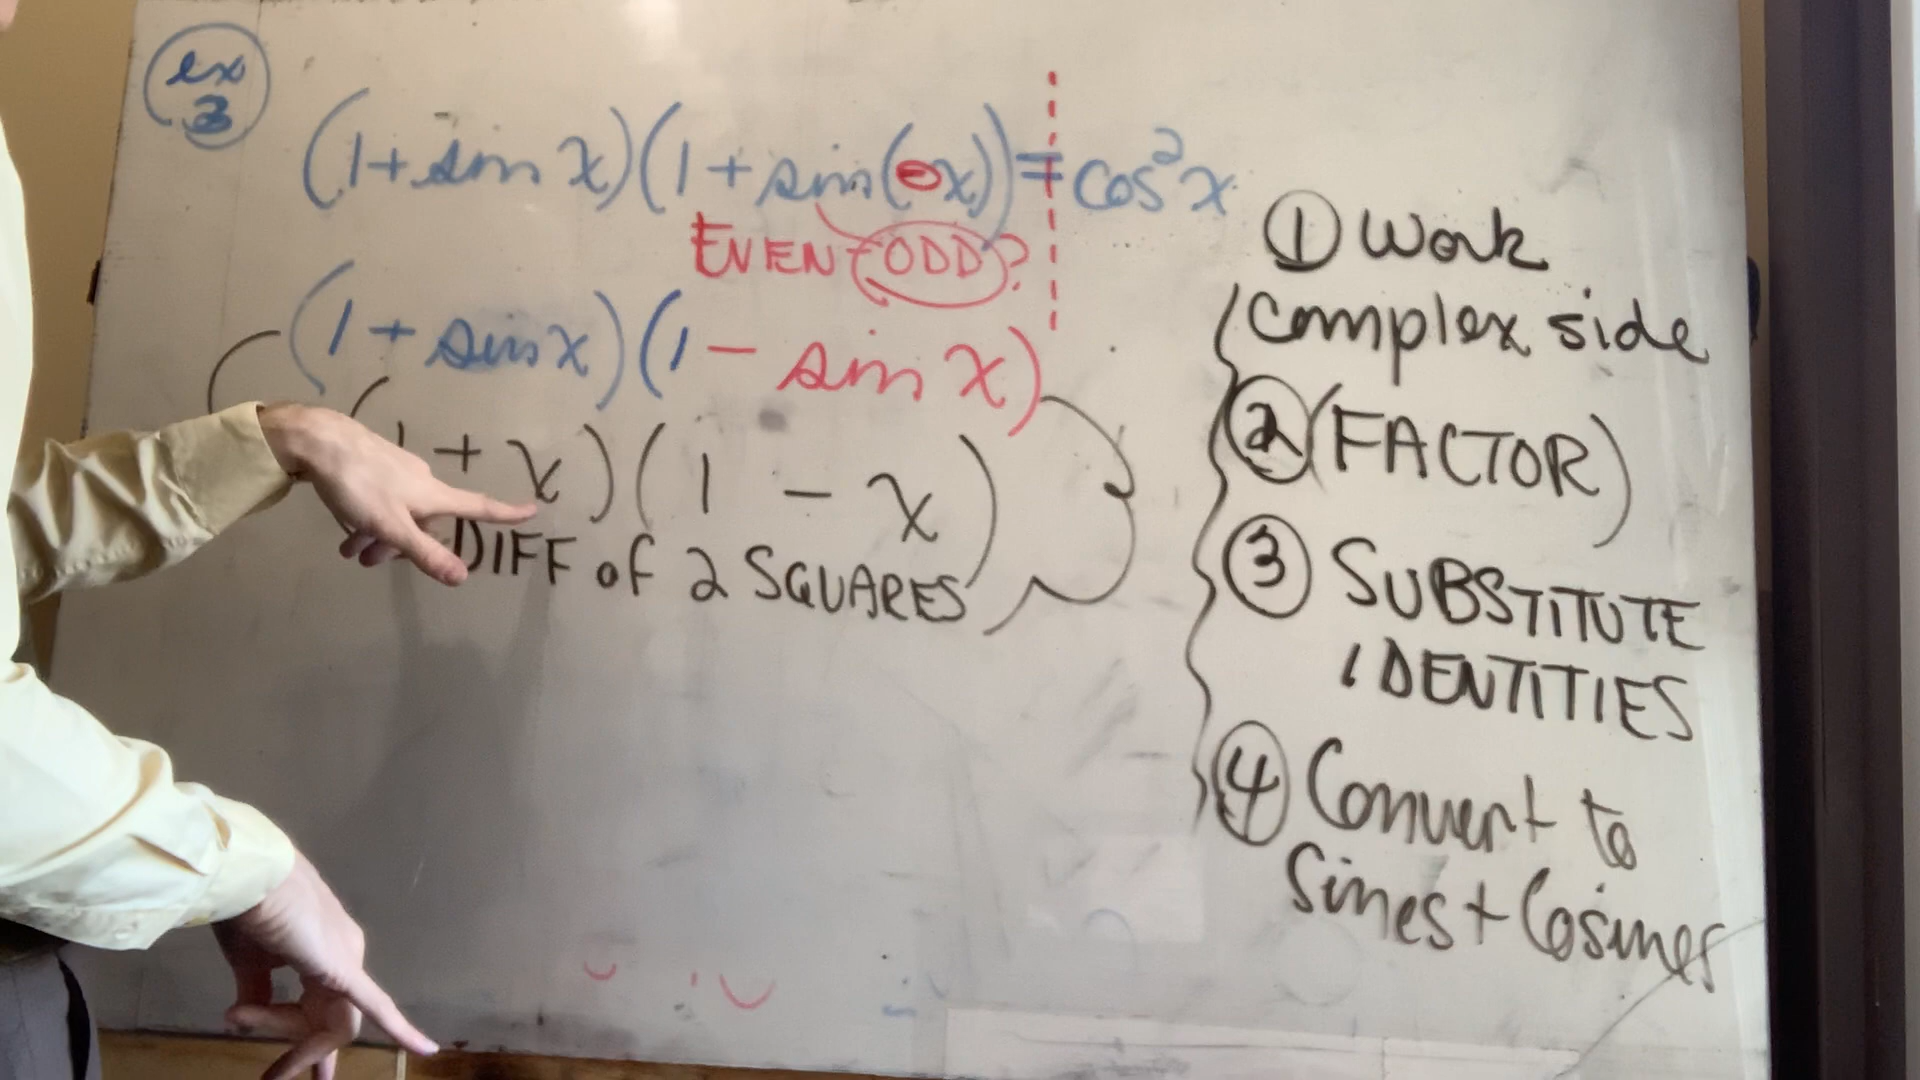 ex
3
(1+sin x)(1+sin(-x))=cos²x
EVEN-ODD?
(1+sin x)(1-sin x)
+ x)(1 - x)
DIFF of 2 SQUARES
① Work
complex side
② (FACTOR)
③ SUBSTITUTE
IDENTITIES
④ Convert to
Sines + Cosines